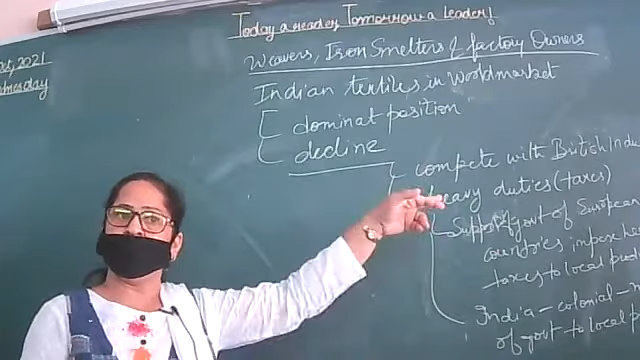 Today a reader, Tomorrow a leader!
2021
Weavers, Iron Smelters & factory Owners
Indian textiles in World market
dominat position
decline
compete with British
heavy duties (taxes)
Support of govt of European
countries
taxes to local
India - colonial -
of govt to local